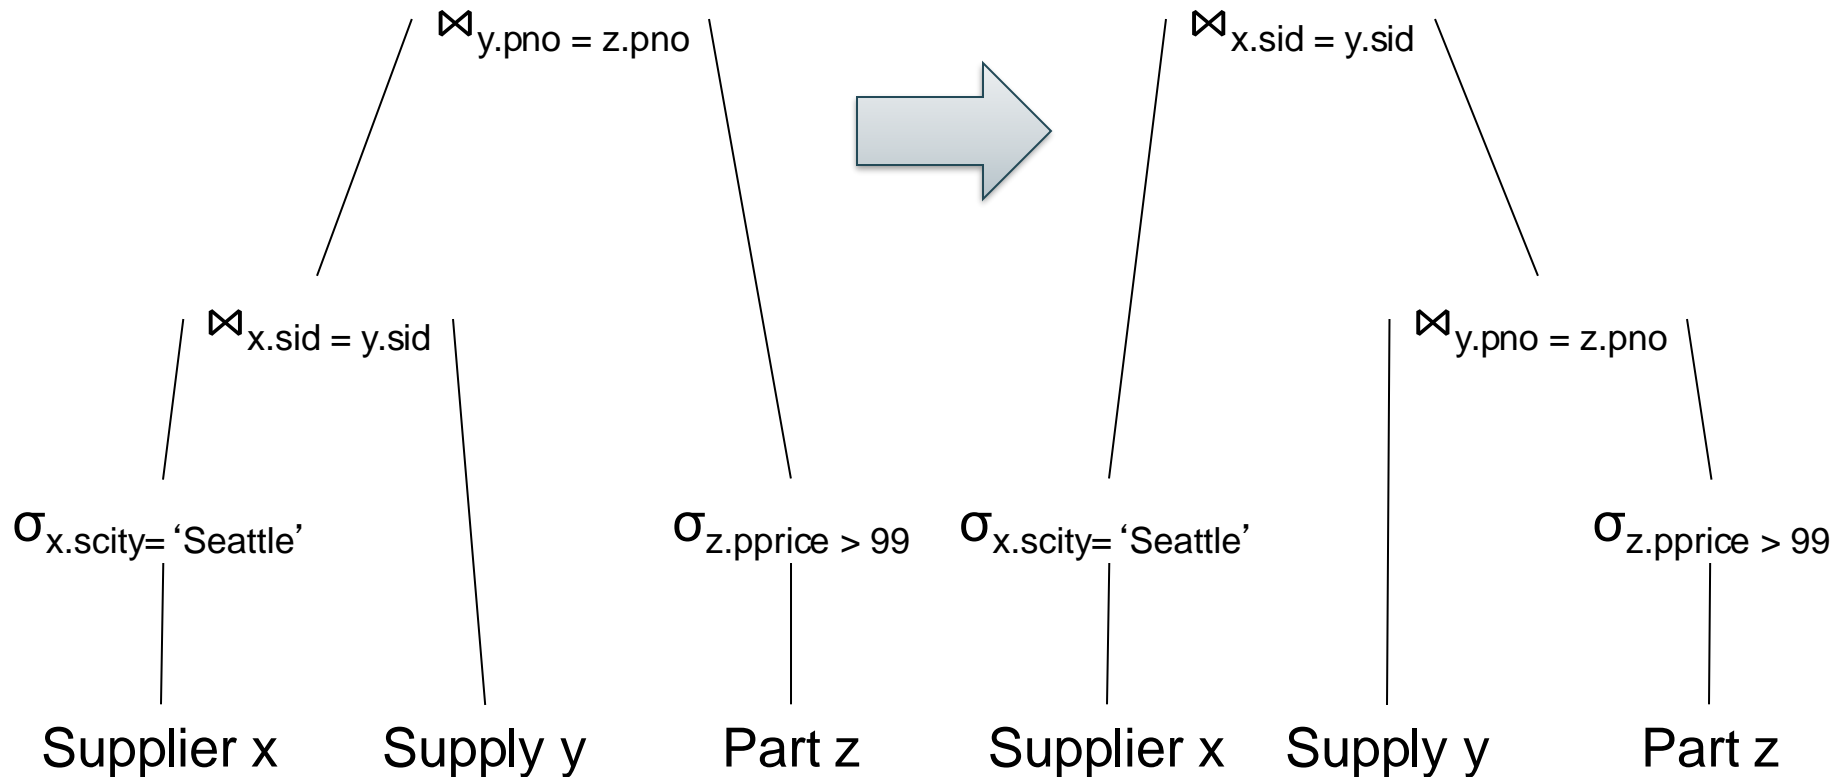 ⋈y.pno = z.pno
⋈x.sid = y.sid
⋈x.sid = y.sid
⋈y.pno = z.pno
σx.scity= ‘Seattle’
σz.pprice > 99
σx.scity= ‘Seattle’
σz.pprice > 99
Supplier x
Supply y
Part z
Supplier x
Supply y
Part z